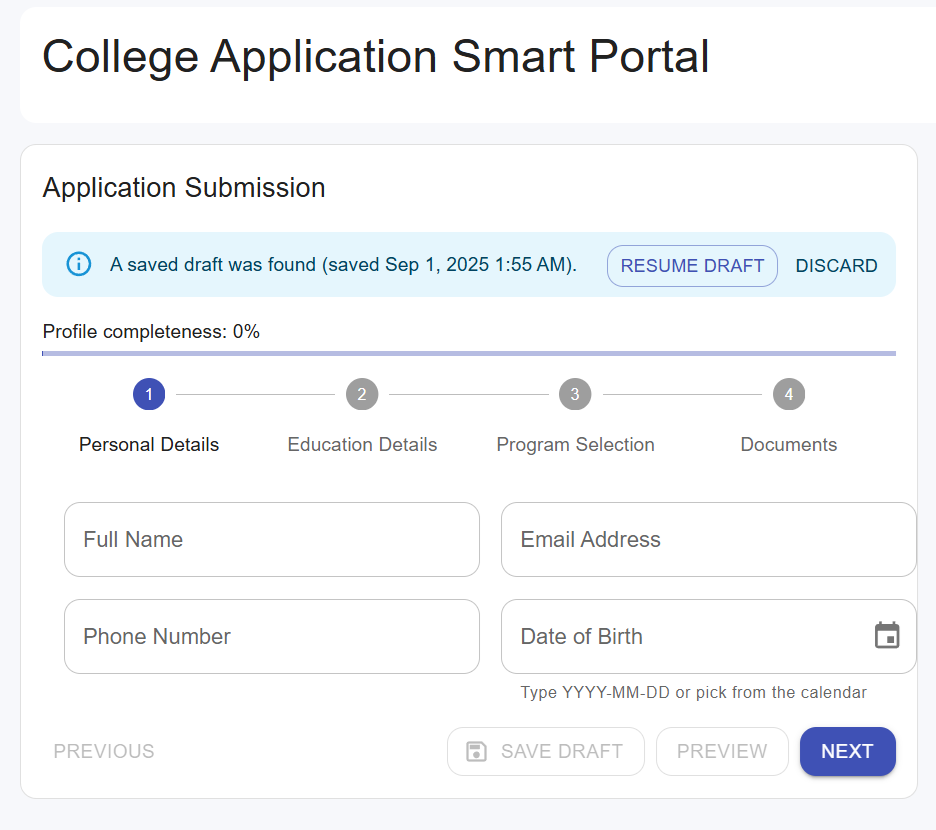 College Application Smart Portal
Application Submission
A saved draft was found (saved Sep 1, 2025 1:55 AM). RESUME DRAFT DISCARD
Profile completeness: 0%
1 2 3 4
Personal Details Education Details Program Selection Documents
Full Name Email Address
Phone Number Date of Birth
Type YYYY-MM-DD or pick from the calendar
PREVIOUS SAVE DRAFT PREVIEW NEXT